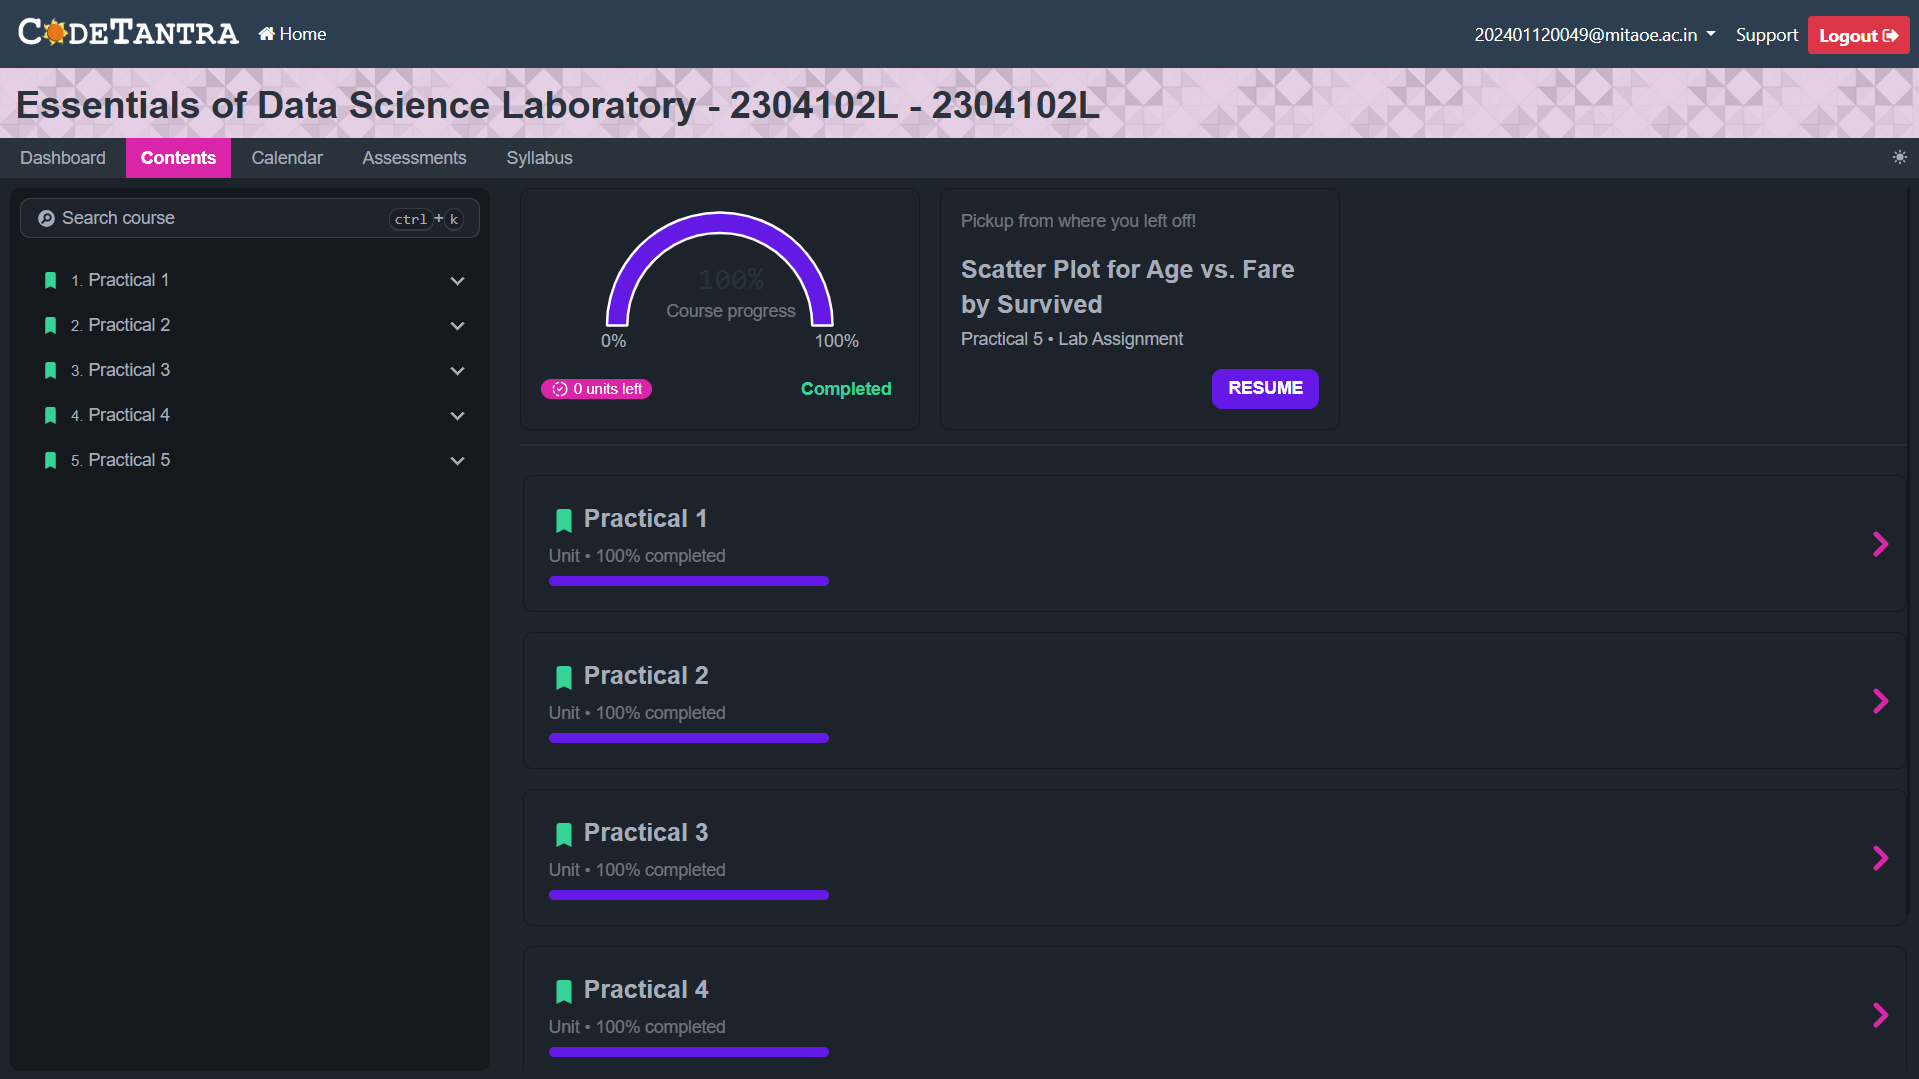 CODETANTRA
Home
202401120049@mitaoe.ac.in
Support
Logout
Essentials of Data Science Laboratory - 2304102L - 2304102L
Dashboard
Contents
Calendar
Assessments
Syllabus
Search course
ctrl + k
1. Practical 1
2. Practical 2
3. Practical 3
4. Practical 4
5. Practical 5
100%
Course progress
0%
100%
0 units left
Completed
Pickup from where you left off!
Scatter Plot for Age vs. Fare
by Survived
Practical 5 • Lab Assignment
RESUME
Practical 1
Unit • 100% completed
Practical 2
Unit • 100% completed
Practical 3
Unit • 100% completed
Practical 4
Unit • 100% completed